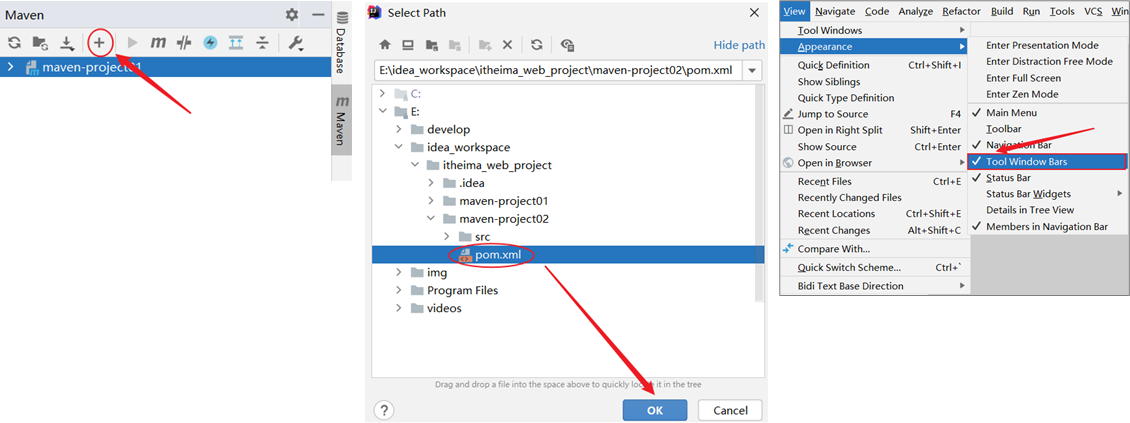 Maven
maven-project01
Database
m Maven
Select Path
Hide path
E:\idea_workspace\itheima_web_project\maven-project02\pom.xml
C:
E:
develop
idea_workspace
itheima_web_project
.idea
maven-project01
maven-project02
src
pom.xml
img
Program Files
videos
Drag and drop a file into the space above to quickly locate it in the tree
?
OK
Cancel
View Navigate Code Analyze Refactor Build Run Tools VCS Win
Tool Windows
Appearance
Quick Definition Ctrl+Shift+I
Show Siblings
Quick Type Definition
Jump to Source F4
Open in Right Split Shift+Enter
Show Source Ctrl+Enter
Open in Browser
Recent Files Ctrl+E
Recently Changed Files
Recent Locations Ctrl+Shift+E
Recent Changes Alt+Shift+C
Compare With...
Quick Switch Scheme... Ctrl+`
Bidi Text Base Direction
Enter Presentation Mode
Enter Distraction Free Mode
Enter Full Screen
Enter Zen Mode
Main Menu
Toolbar
Navigation Bar
Tool Window Bars
Status Bar
Status Bar Widgets
Details in Tree View
Members in Navigation Bar